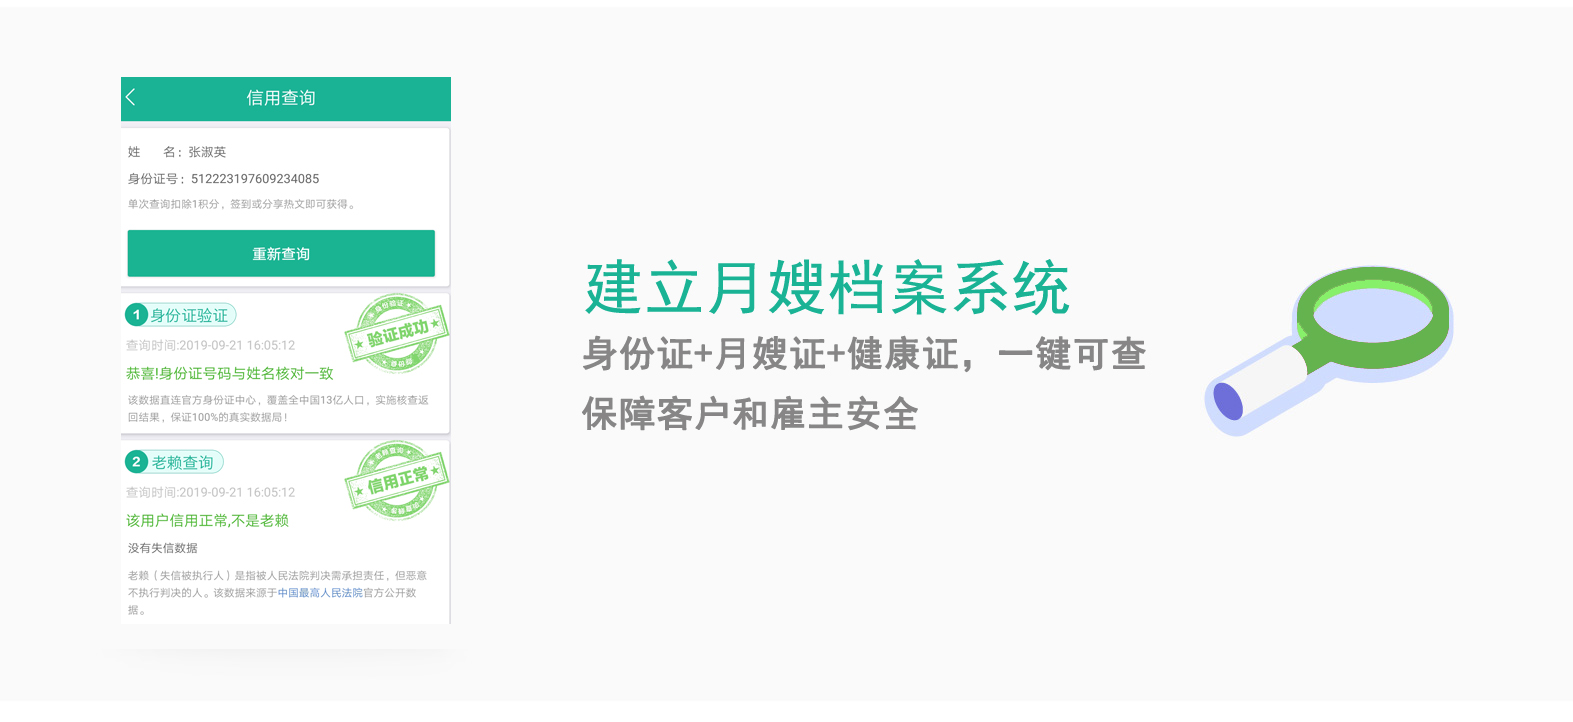 信用查询
姓 名：张淑英
身份证号：512223197609234085
单次查询扣除1积分，签到或分享热文即可获得。
重新查询
1 身份证验证
身份验证
验证成功
查询时间:2019-09-21 16:05:12
恭喜!身份证号码与姓名核对一致
该数据直连官方身份证中心，覆盖全中国13亿人口，实施核查返
回结果，保证100%的真实数据局！
2 老赖查询
老赖查询
信用正常
查询时间:2019-09-21 16:05:12
该用户信用正常,不是老赖
没有失信数据
老赖（失信被执行人）是指被人民法院判决需承担责任，但恶意
不执行判决的人。该数据来源于中国最高人民法院官方公开数
据。
建立月嫂档案系统
身份证+月嫂证+健康证，一键可查
保障客户和雇主安全